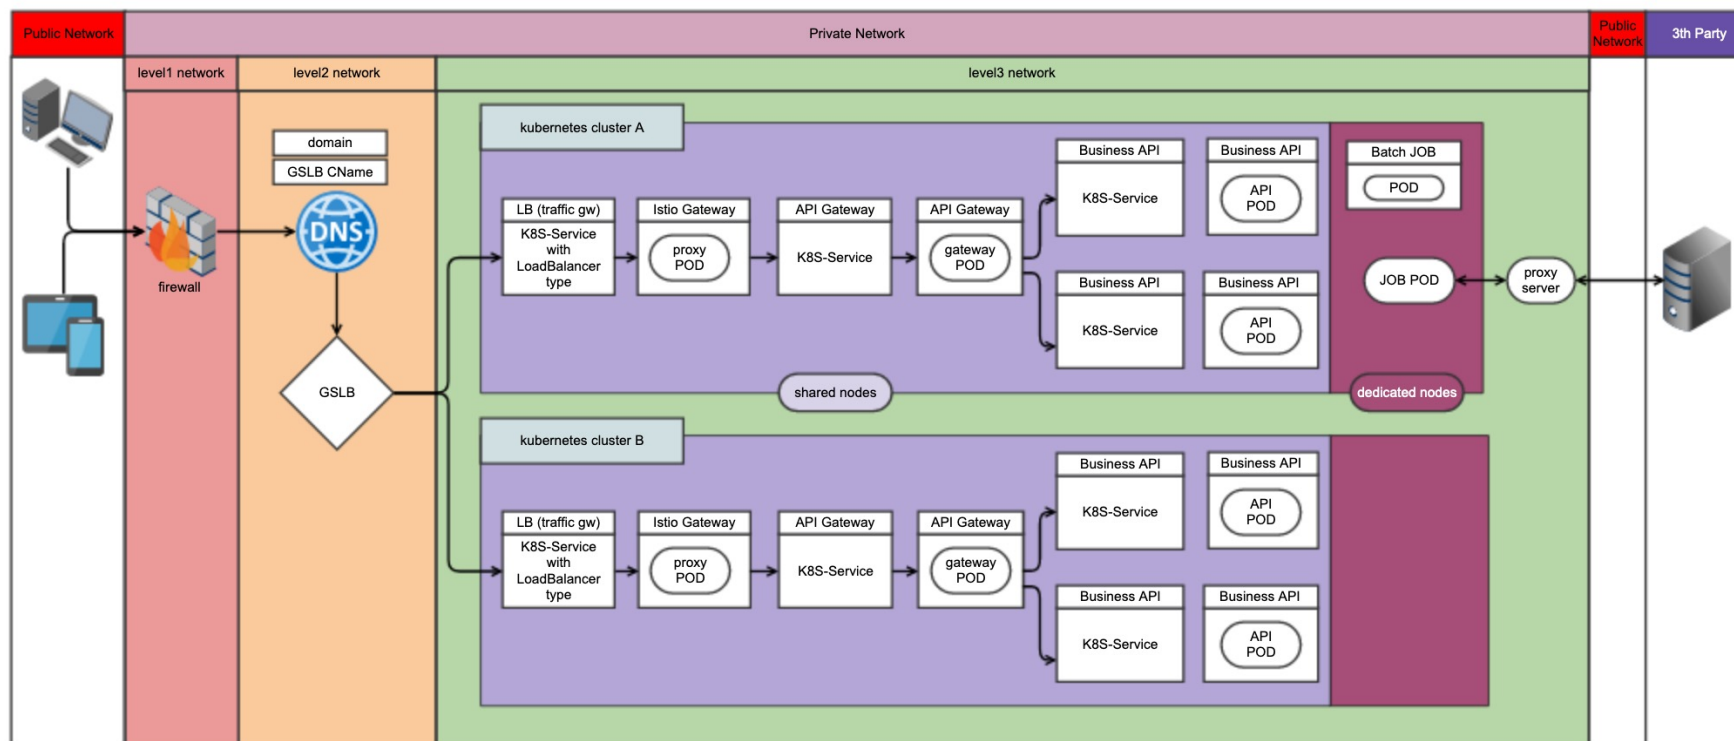 Public Network
Private Network
Public
Network
3th Party
level1 network
level2 network
level3 network
domain
GSLB CName
DNS
firewall
GSLB
kubernetes cluster A
LB (traffic gw)
K8S-Service
with
LoadBalancer
type
Istio Gateway
proxy
POD
API Gateway
K8S-Service
API Gateway
gateway
POD
Business API
K8S-Service
Business API
API
POD
Business API
K8S-Service
Business API
API
POD
Batch JOB
POD
JOB POD
proxy
server
shared nodes
dedicated nodes
kubernetes cluster B
LB (traffic gw)
K8S-Service
with
LoadBalancer
type
Istio Gateway
proxy
POD
API Gateway
K8S-Service
API Gateway
gateway
POD
Business API
K8S-Service
Business API
API
POD
Business API
K8S-Service
Business API
API
POD